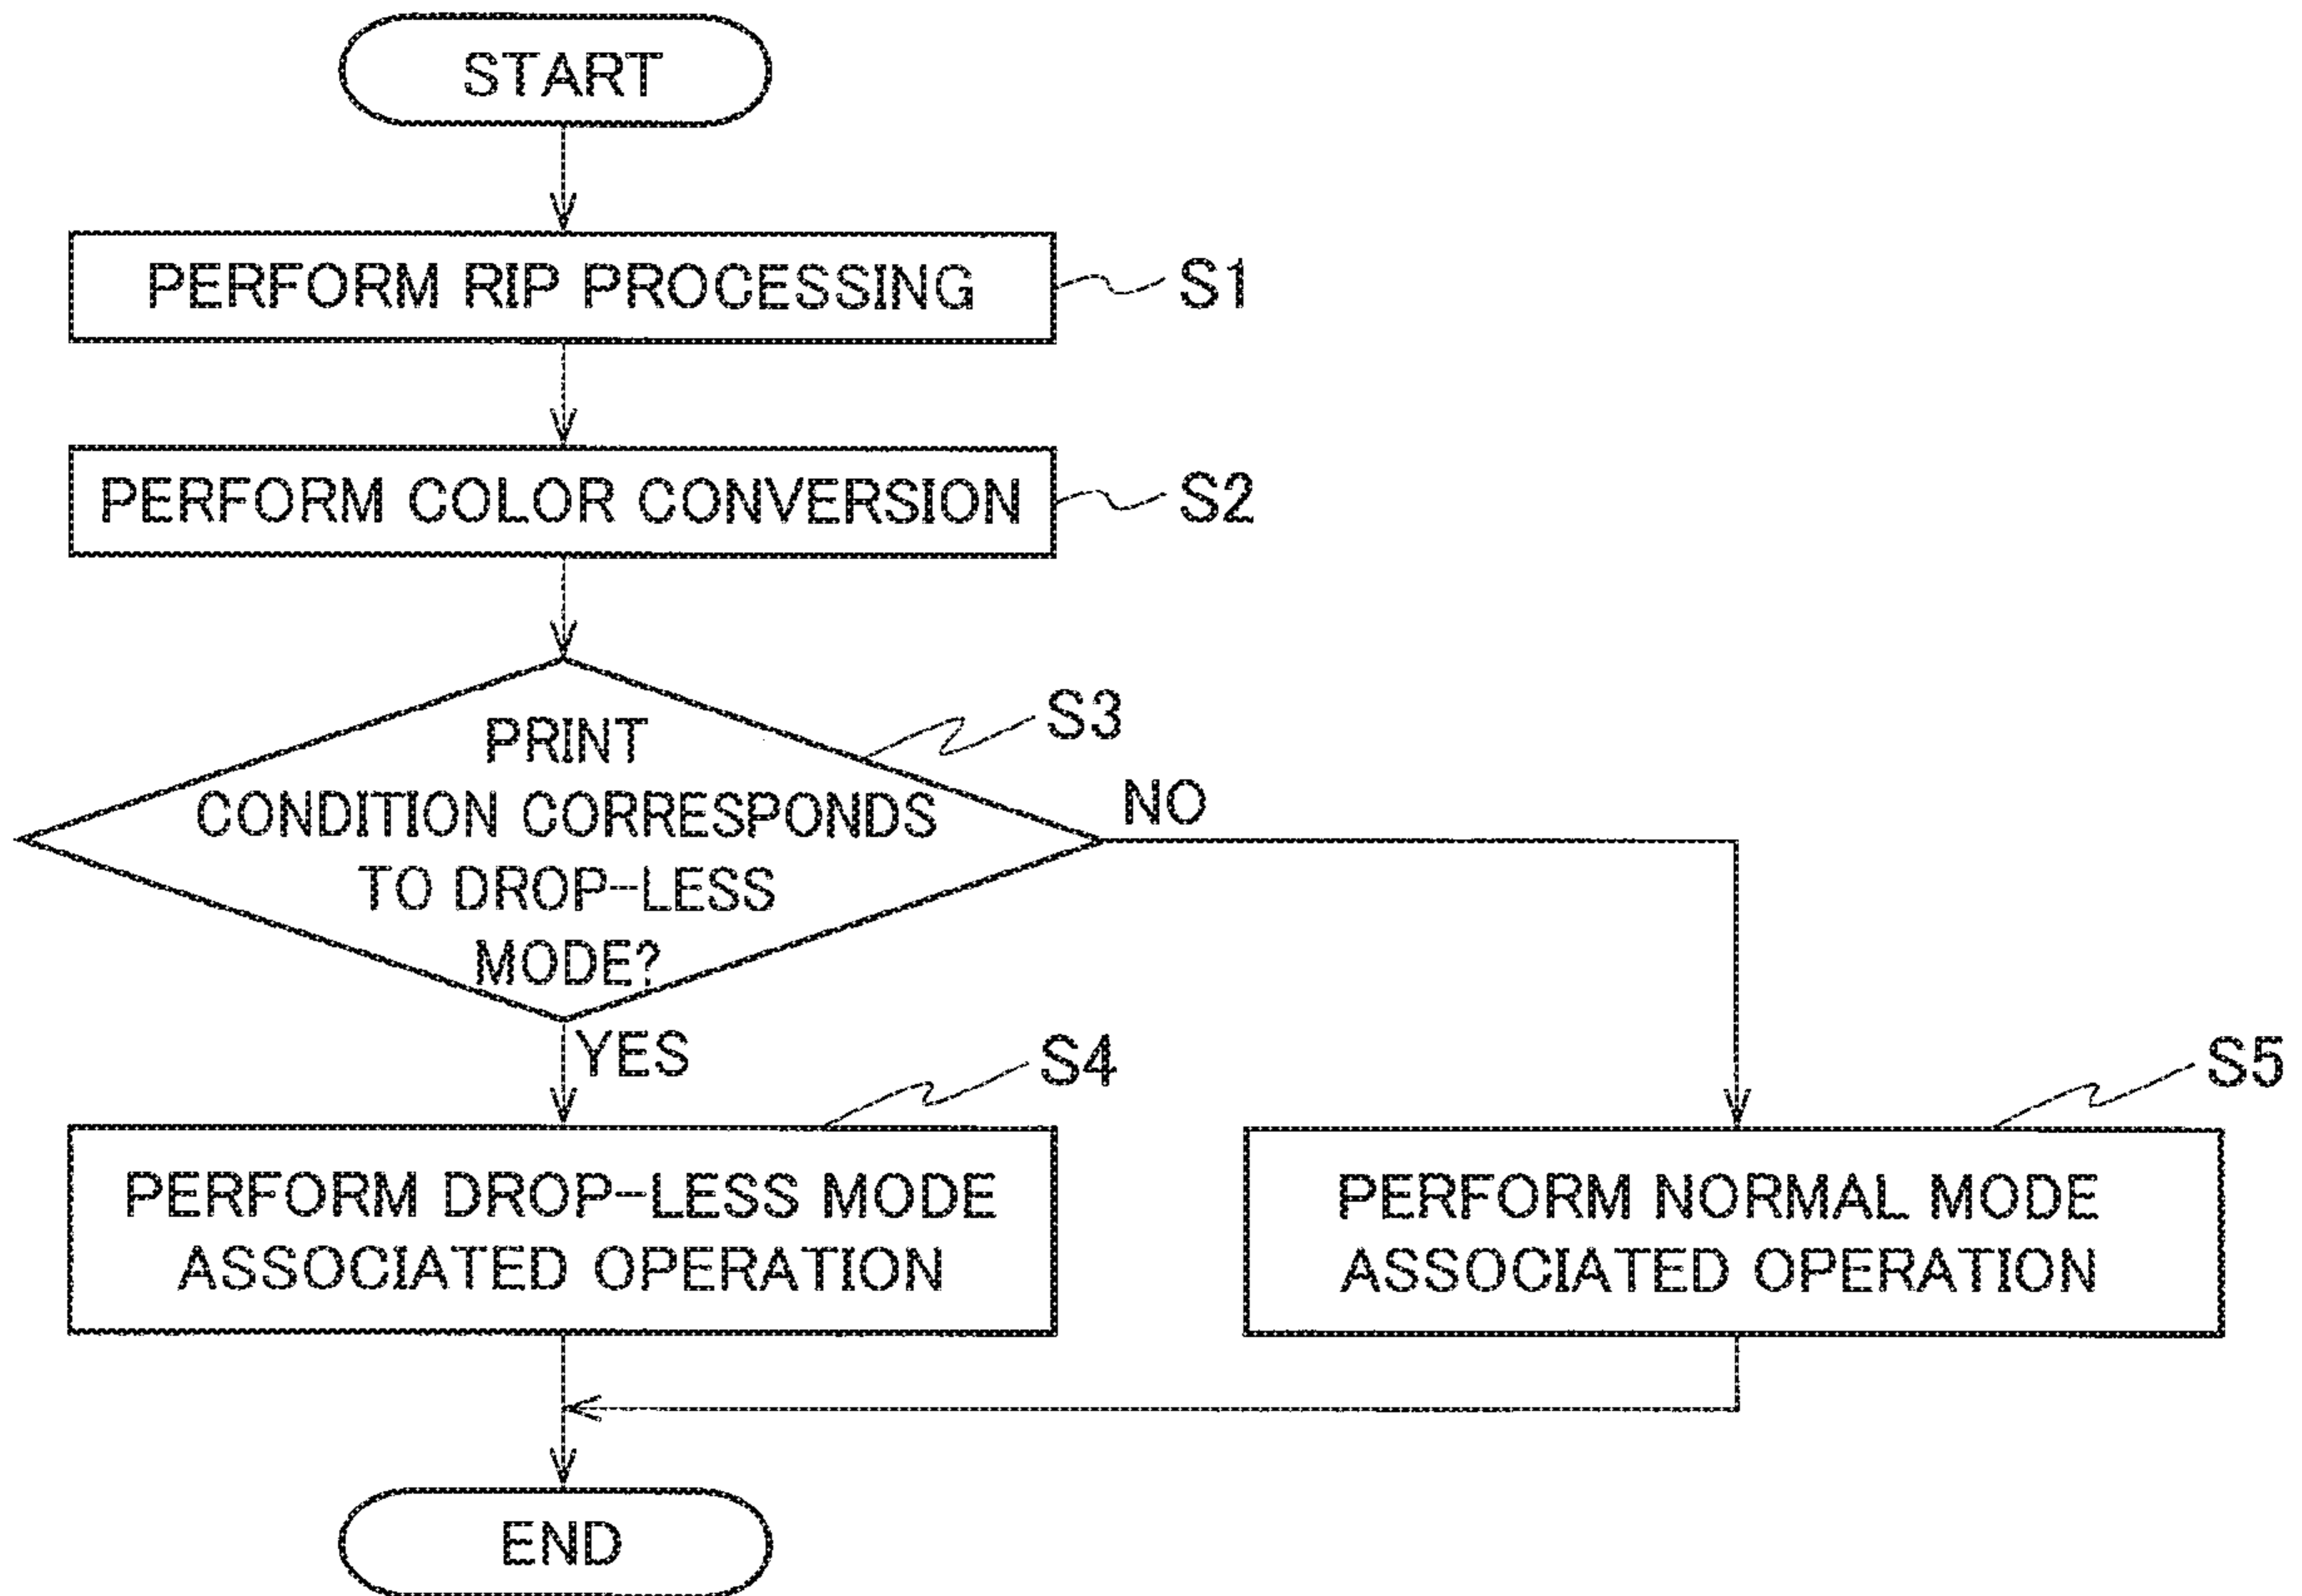 START
PERFORM RIP PROCESSING
S1
PERFORM COLOR CONVERSION
S2
S3
PRINT
CONDITION CORRESPONDS
TO DROP-LESS
MODE?
NO
YES
S4
PERFORM DROP-LESS MODE
ASSOCIATED OPERATION
S5
PERFORM NORMAL MODE
ASSOCIATED OPERATION
END